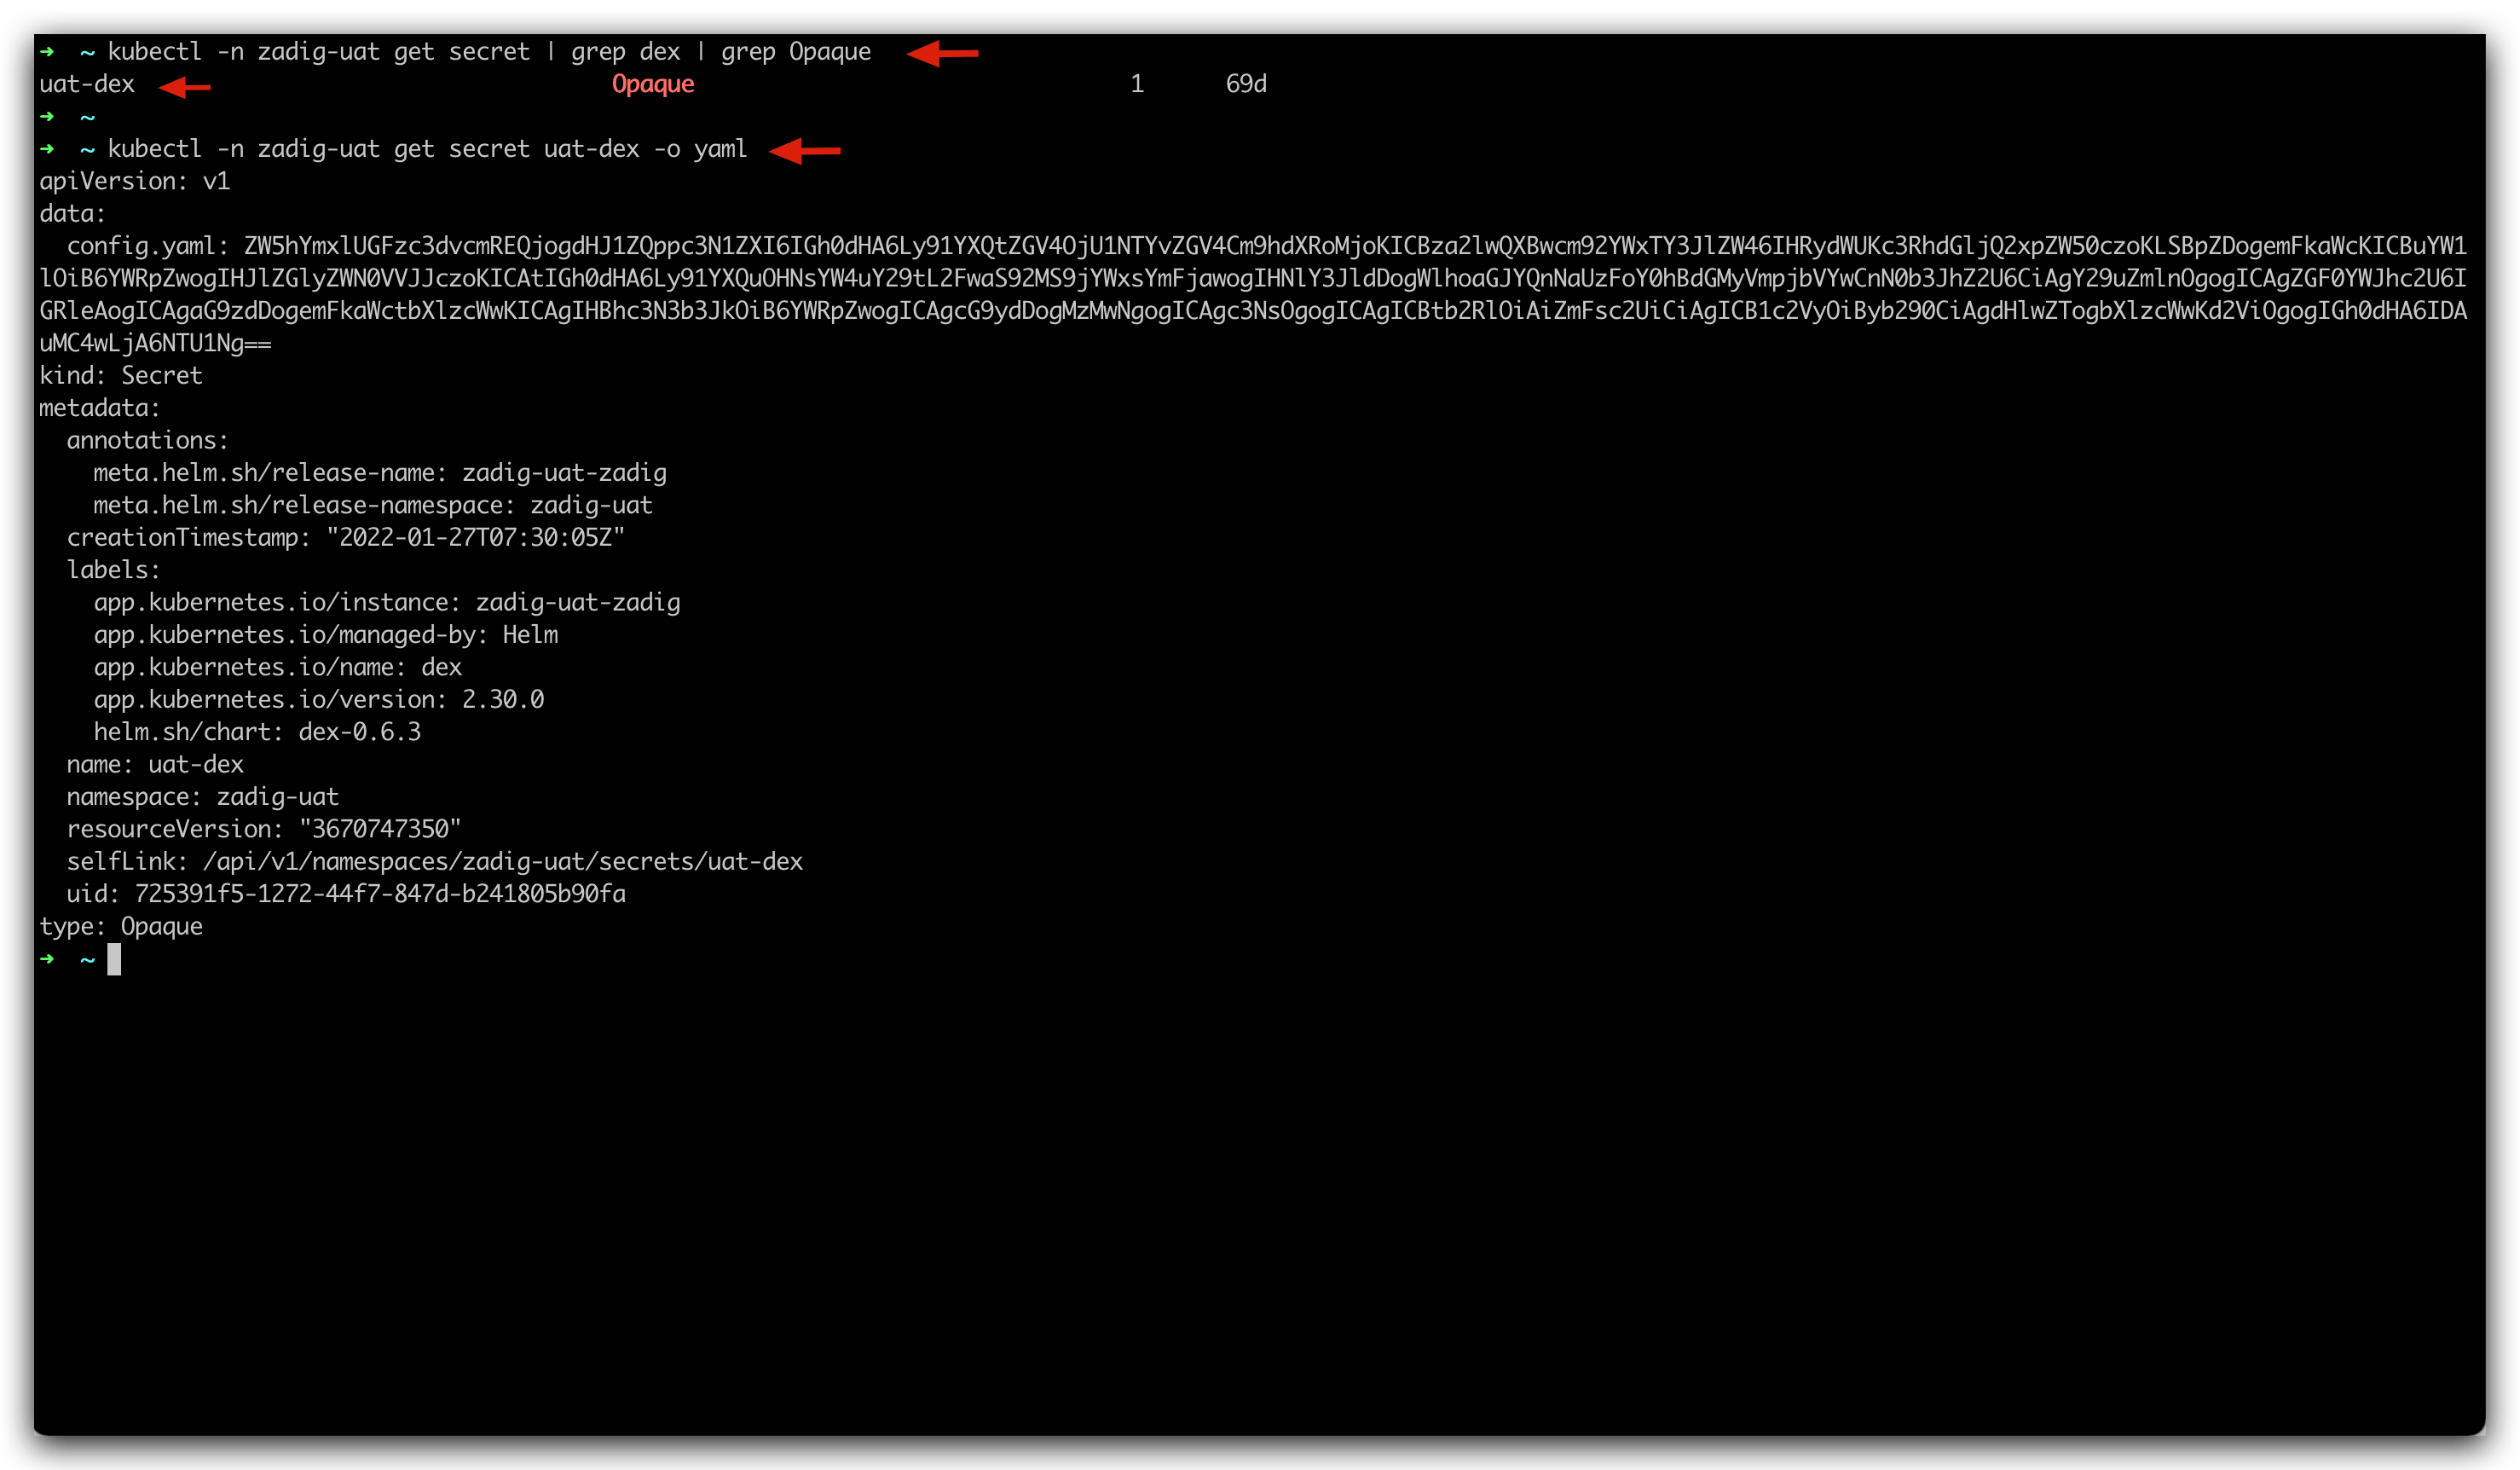 ➜  ~ kubectl -n zadig-uat get secret | grep dex | grep Opaque
uat-dex                                   Opaque                                1      69d
➜  ~
➜  ~ kubectl -n zadig-uat get secret uat-dex -o yaml
apiVersion: v1
data:
  config.yaml: ZW5hYmxlUGFzc3dvcmREQjogdHJ1ZQppc3N1ZXI6IGh0dHA6Ly91YXQtZGV4OjU1NTYvZGV4Cm9hdXRoMjoKICBza2lwQXBwcm92YWxTY3JlZW46IHRydWUKc3RhdGljQ2xpZW50czoKLSBpZDogemFkaWcKICBuYW1
lOiB6YWRpZwogIHJlZGlyZWN0VVJJczoKICAtIGh0dHA6Ly91YXQuOHNsYW4uY29tL2FwaS92MS9jYWxsYmFjawogIHNlY3JldDogWlhoaGJYQnNaUzFoY0hBdGMyVmpjbVYwCnN0b3JhZ2U6CiAgY29uZmlnOgogICAgZGF0YWJhc2U6I
GRleAogICAgaG9zdDogemFkaWctbXlzcWwKICAgIHBhc3N3b3JkOiB6YWRpZwogICAgcG9ydDogMzMwNgogICAgc3NsOgogICAgICBtb2RlOiAiZmFsc2UiCiAgICB1c2VyOiByb290CiAgdHlwZTogbXlzcWwKd2ViOgogIGh0dHA6IDA
uMC4wLjA6NTU1Ng==
kind: Secret
metadata:
  annotations:
    meta.helm.sh/release-name: zadig-uat-zadig
    meta.helm.sh/release-namespace: zadig-uat
  creationTimestamp: "2022-01-27T07:30:05Z"
  labels:
    app.kubernetes.io/instance: zadig-uat-zadig
    app.kubernetes.io/managed-by: Helm
    app.kubernetes.io/name: dex
    app.kubernetes.io/version: 2.30.0
    helm.sh/chart: dex-0.6.3
  name: uat-dex
  namespace: zadig-uat
  resourceVersion: "3670747350"
  selfLink: /api/v1/namespaces/zadig-uat/secrets/uat-dex
  uid: 725391f5-1272-44f7-847d-b241805b90fa
type: Opaque
➜  ~